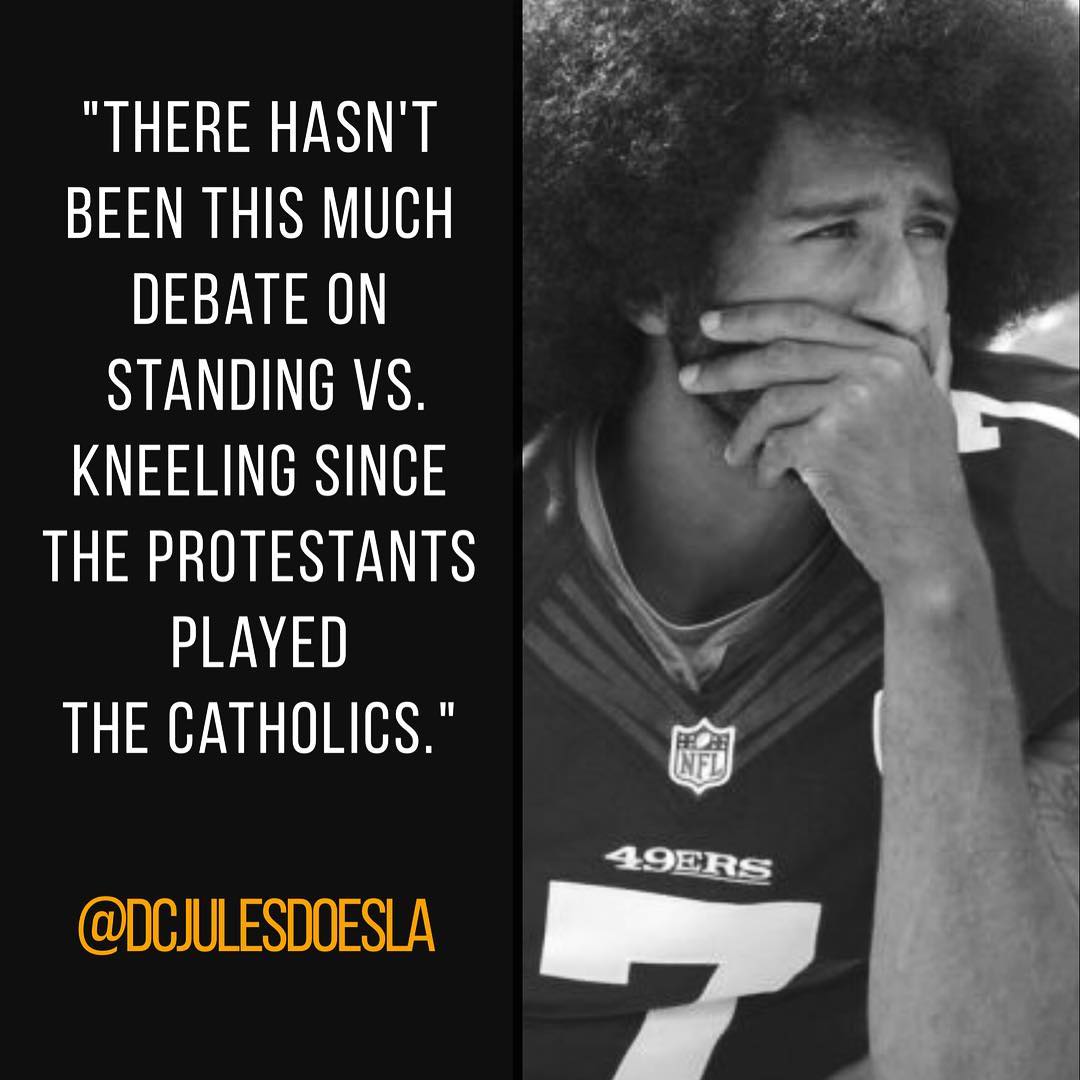 "THERE HASN'T
BEEN THIS MUCH
DEBATE ON
STANDING VS.
KNEELING SINCE
THE PROTESTANTS
PLAYED
THE CATHOLICS."
@DCJULESDOESLA
NFL
49ERS
7